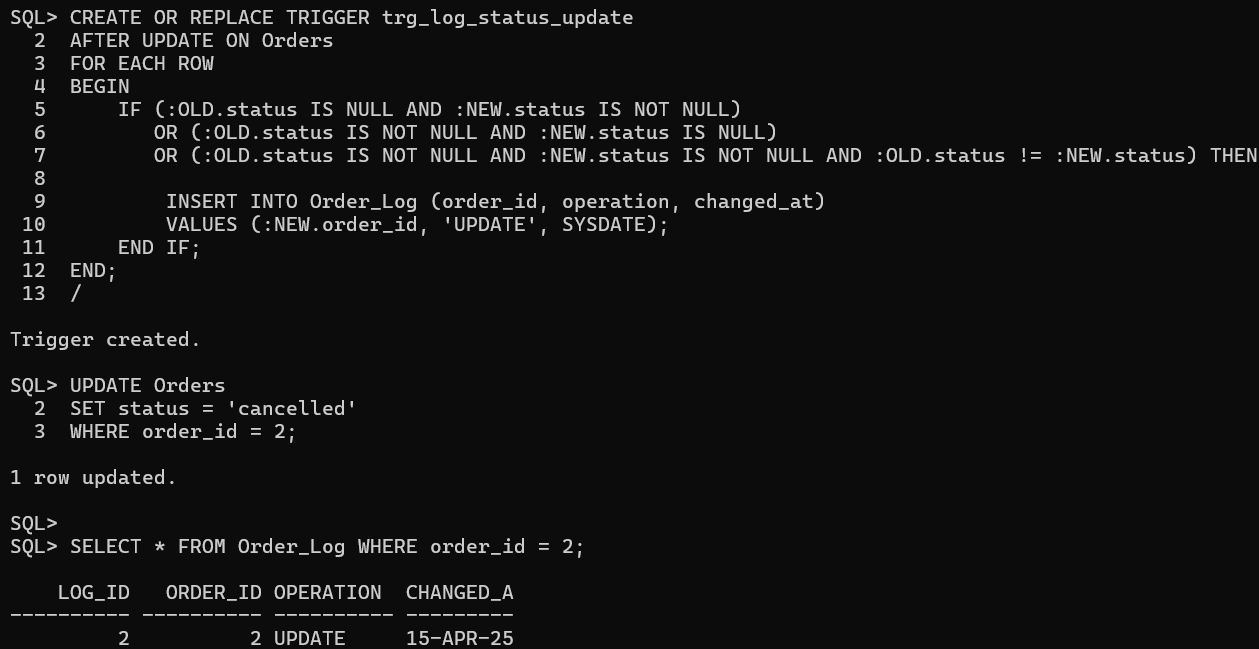 SQL> CREATE OR REPLACE TRIGGER trg_log_status_update
  2  AFTER UPDATE ON Orders
  3  FOR EACH ROW
  4  BEGIN
  5      IF (:OLD.status IS NULL AND :NEW.status IS NOT NULL)
  6         OR (:OLD.status IS NOT NULL AND :NEW.status IS NULL)
  7         OR (:OLD.status IS NOT NULL AND :NEW.status IS NOT NULL AND :OLD.status != :NEW.status) THEN
  8
  9          INSERT INTO Order_Log (order_id, operation, changed_at)
 10          VALUES (:NEW.order_id, 'UPDATE', SYSDATE);
 11      END IF;
 12  END;
 13  /

Trigger created.

SQL> UPDATE Orders
  2  SET status = 'cancelled'
  3  WHERE order_id = 2;

1 row updated.

SQL>
SQL> SELECT * FROM Order_Log WHERE order_id = 2;

    LOG_ID   ORDER_ID OPERATION  CHANGED_A
---------- ---------- ---------- ---------
         2          2 UPDATE     15-APR-25